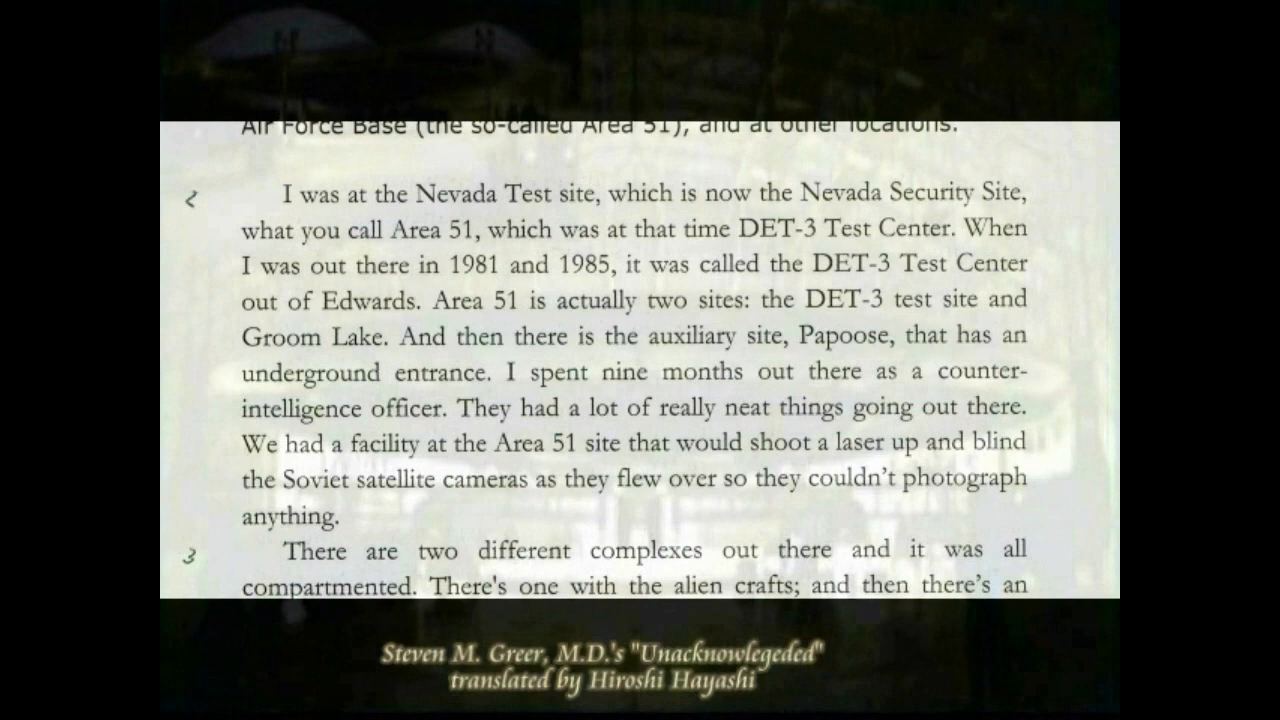 Air Force Base (the so-called Area 51), and at other locations.
2
I was at the Nevada Test site, which is now the Nevada Security Site,
what you call Area 51, which was at that time DET-3 Test Center. When
I was out there in 1981 and 1985, it was called the DET-3 Test Center
out of Edwards. Area 51 is actually two sites: the DET-3 test site and
Groom Lake. And then there is the auxiliary site, Papoose, that has an
underground entrance. I spent nine months out there as a counter-
intelligence officer. They had a lot of really neat things going out there.
We had a facility at the Area 51 site that would shoot a laser up and blind
the Soviet satellite cameras as they flew over so they couldn't photograph
anything.
3
There are two different complexes out there and it was all
compartmented. There's one with the alien crafts; and then there's an
Steven M. Greer, M.D.'s "Unacknowlegeded"
translated by Hiroshi Hayashi